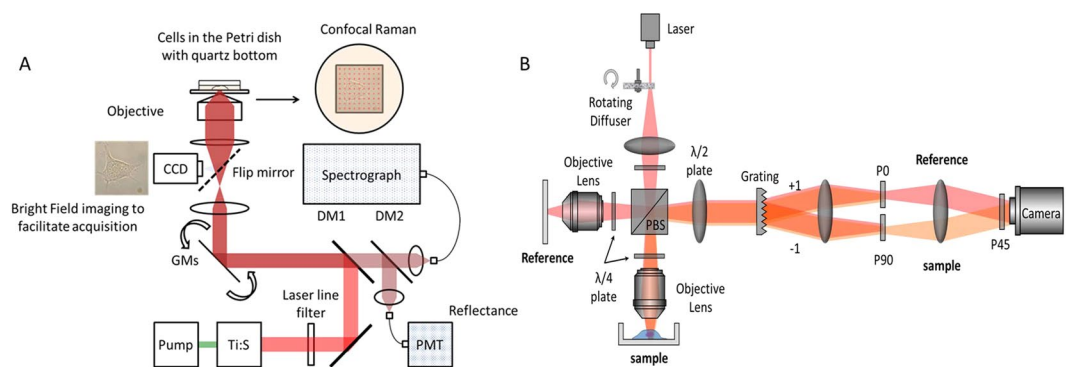 A
Cells in the Petri dish
with quartz bottom
Confocal Raman
Objective
CCD
Flip mirror
Spectrograph
Bright Field imaging to
facilitate acquisition
DM1
DM2
GMs
Laser line
filter
Reflectance
Pump
Ti:S
PMT
B
Laser
Rotating
Diffuser
Objective
Lens
λ/2
plate
Grating
+1
P0
Reference
PBS
Camera
-1
P90
P45
Reference
λ/4
plate
sample
Objective
Lens
sample